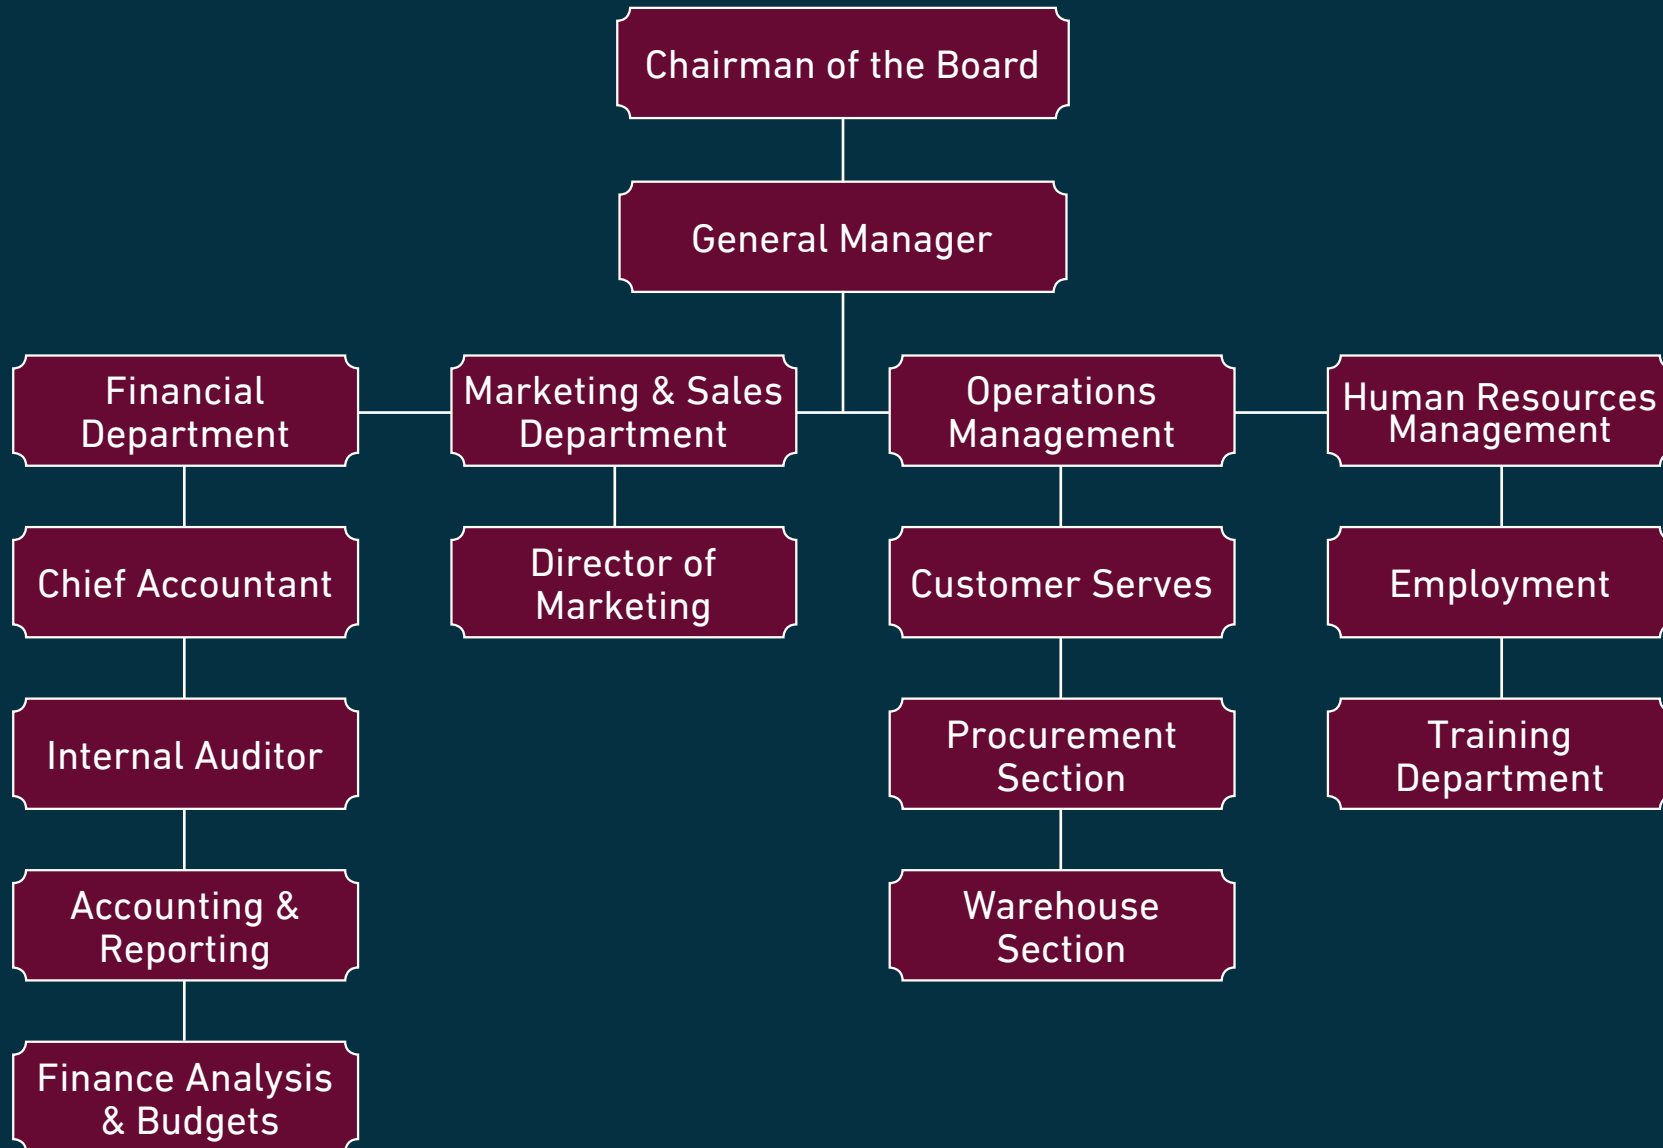 Chairman of the Board
General Manager
Financial
Department
Marketing & Sales
Department
Operations
Management
Human Resources
Management
Chief Accountant
Director of
Marketing
Customer Serves
Employment
Internal Auditor
Procurement
Section
Training
Department
Accounting &
Reporting
Warehouse
Section
Finance Analysis
& Budgets